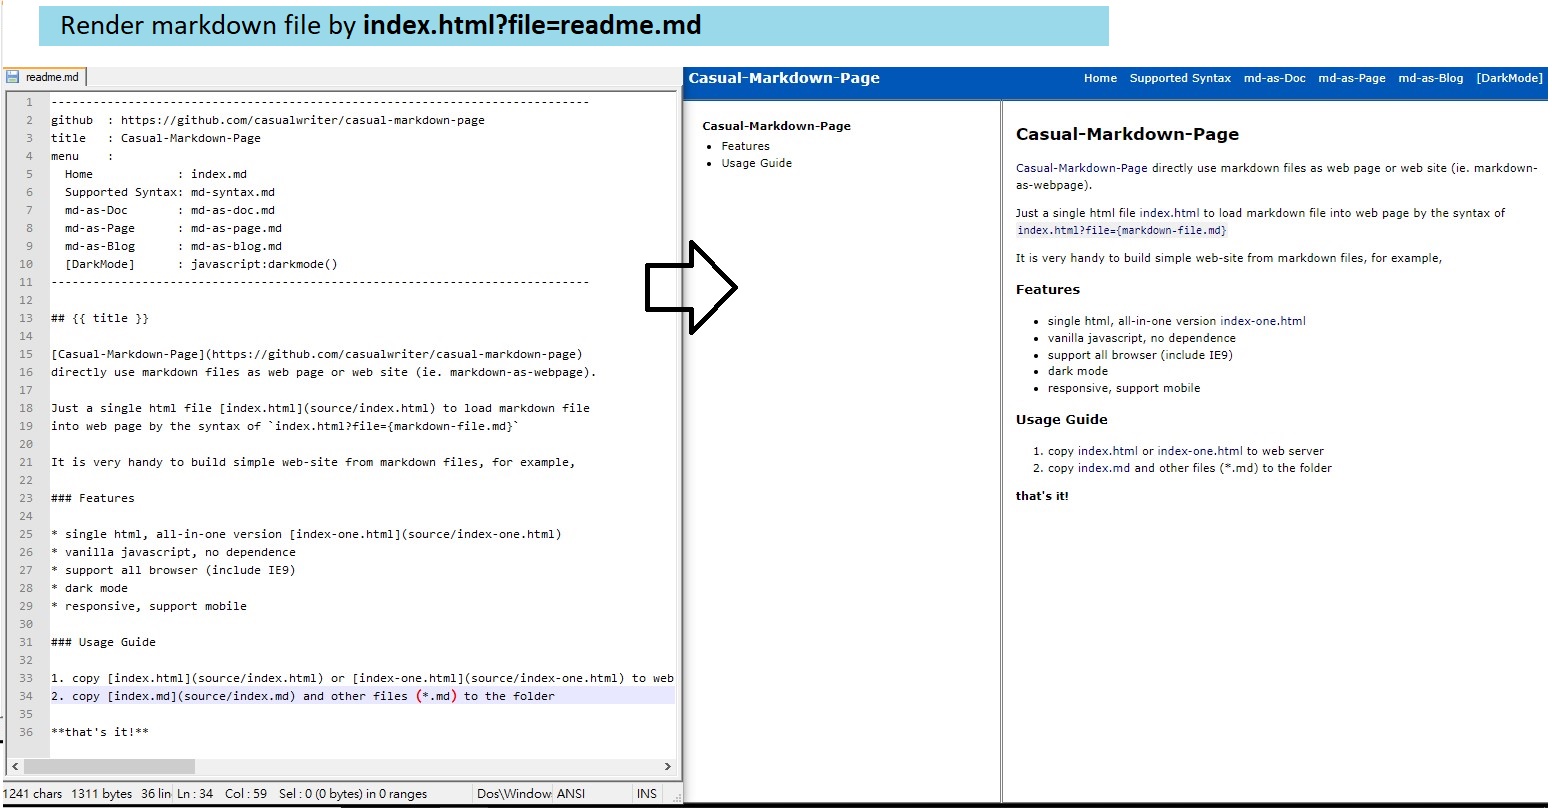 Render markdown file by index.html?file=readme.md
readme.md
1 --------------------------------------------------------------------------------
2 github  : https://github.com/casualwriter/casual-markdown-page
3 title   : Casual-Markdown-Page
4 menu    :
5   Home            : index.md
6   Supported Syntax: md-syntax.md
7   md-as-Doc       : md-as-doc.md
8   md-as-Page      : md-as-page.md
9   md-as-Blog      : md-as-blog.md
10   [DarkMode]      : javascript:darkmode()
11 --------------------------------------------------------------------------------
12
13 ## {{ title }}
14
15 [Casual-Markdown-Page](https://github.com/casualwriter/casual-markdown-page)
16 directly use markdown files as web page or web site (ie. markdown-as-webpage).
17
18 Just a single html file [index.html](source/index.html) to load markdown file
19 into web page by the syntax of `index.html?file={markdown-file.md}`
20
21 It is very handy to build simple web-site from markdown files, for example,
22
23 ### Features
24
25 * single html, all-in-one version [index-one.html](source/index-one.html)
26 * vanilla javascript, no dependence
27 * support all browser (include IE9)
28 * dark mode
29 * responsive, support mobile
30
31 ### Usage Guide
32
33 1. copy [index.html](source/index.html) or [index-one.html](source/index-one.html) to web
34 2. copy [index.md](source/index.md) and other files (*.md) to the folder
35
36 **that's it!**
1241 chars 1311 bytes 36 lin Ln : 34 Col : 59 Sel : 0 (0 bytes) in 0 ranges Dos\Window ANSI INS
Casual-Markdown-Page Home Supported Syntax md-as-Doc md-as-Page md-as-Blog [DarkMode]
Casual-Markdown-Page
• Features
• Usage Guide
Casual-Markdown-Page
Casual-Markdown-Page directly use markdown files as web page or web site (ie. markdown-
as-webpage).
Just a single html file index.html to load markdown file into web page by the syntax of
index.html?file={markdown-file.md}
It is very handy to build simple web-site from markdown files, for example,
Features
• single html, all-in-one version index-one.html
• vanilla javascript, no dependence
• support all browser (include IE9)
• dark mode
• responsive, support mobile
Usage Guide
1. copy index.html or index-one.html to web server
2. copy index.md and other files (*.md) to the folder
that's it!